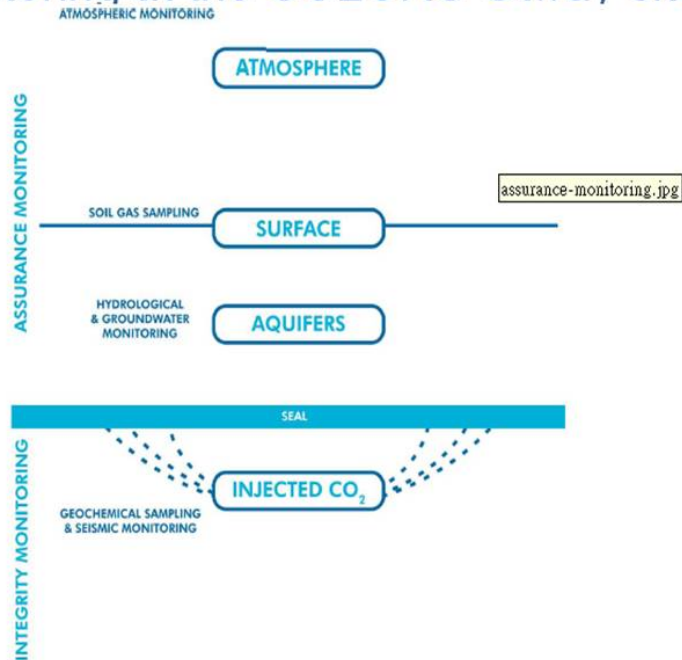 ATMOSPHERIC MONITORING
ATMOSPHERE
ASSURANCE MONITORING
assurance-monitoring.jpg
SOIL GAS SAMPLING
SURFACE
HYDROLOGICAL
& GROUNDWATER
MONITORING
AQUIFERS
SEAL
INTEGRITY MONITORING
INJECTED CO₂
GEOCHEMICAL SAMPLING
& SEISMIC MONITORING